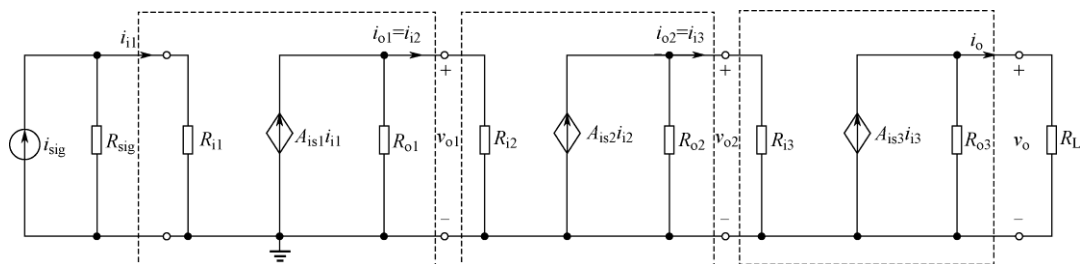 i_i1
i_o1=i_i2
i_o2=i_i3
i_o
+
+
+
i_sig
R_sig
R_i1
A_is1i_i1
R_o1
v_o1
R_i2
A_is2i_i2
R_o2
v_o2
R_i3
A_is3i_i3
R_o3
v_o
R_L
−
−
−